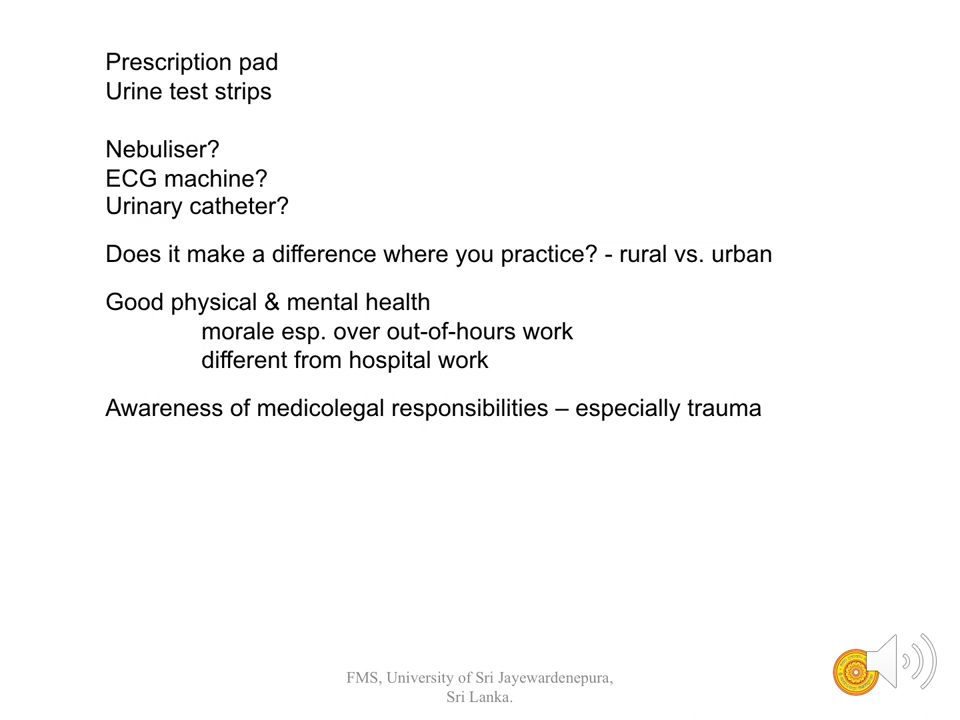 Prescription pad
Urine test strips
Nebuliser?
ECG machine?
Urinary catheter?
Does it make a difference where you practice? - rural vs. urban
Good physical & mental health
morale esp. over out-of-hours work
different from hospital work
Awareness of medicolegal responsibilities – especially trauma
FMS, University of Sri Jayewardenepura,
Sri Lanka.